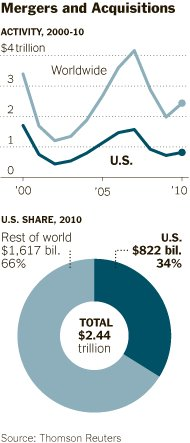 Mergers and Acquisitions
ACTIVITY, 2000-10
$4 trillion
Worldwide
3
2
1
U.S.
0
'00
'05
'10
U.S. SHARE, 2010
Rest of world
$1,617 bil.
66%
U.S.
$822 bil.
34%
TOTAL
$2.44
trillion
Source: Thomson Reuters